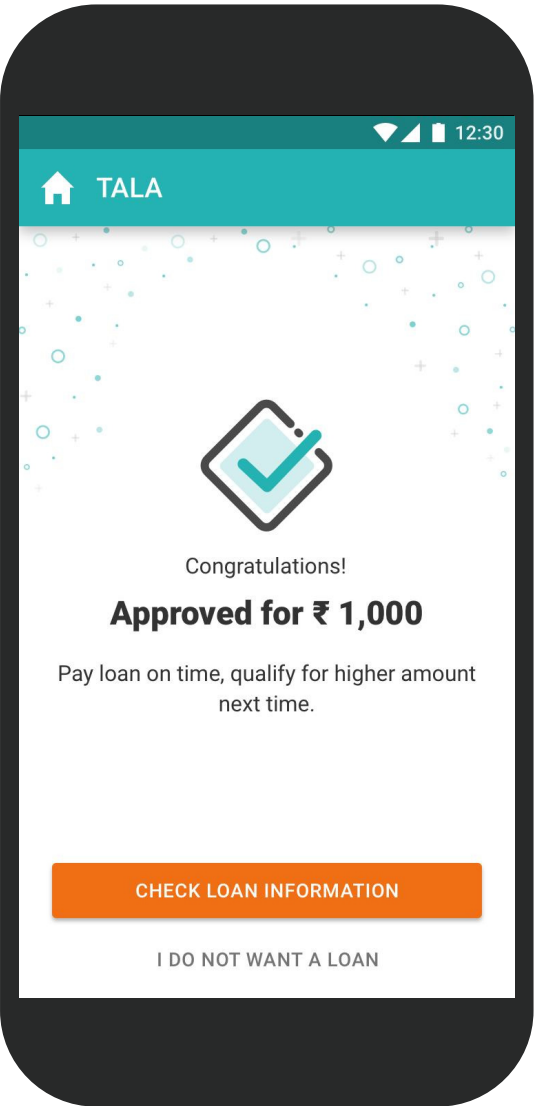 12:30
TALA
Congratulations!
Approved for ₹ 1,000
Pay loan on time, qualify for higher amount
next time.
CHECK LOAN INFORMATION
I DO NOT WANT A LOAN